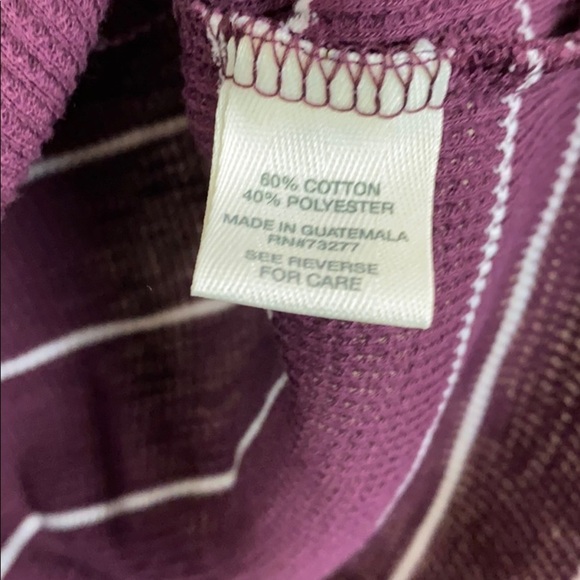 60% COTTON
40% POLYESTER
MADE IN GUATEMALA
RN#73277
SEE REVERSE
FOR CARE